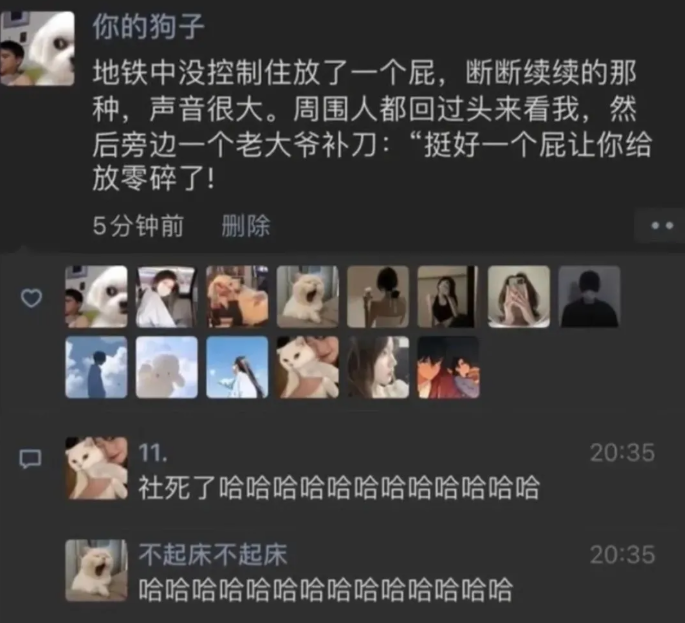 你的狗子
地铁中没控制住放了一个屁，断断续续的那
种，声音很大。周围人都回过头来看我，然
后旁边一个老大爷补刀：“挺好一个屁让你给
放零碎了！
5分钟前 删除
11. 20:35
社死了哈哈哈哈哈哈哈哈哈哈哈哈
不起床不起床 20:35
哈哈哈哈哈哈哈哈哈哈哈哈哈哈